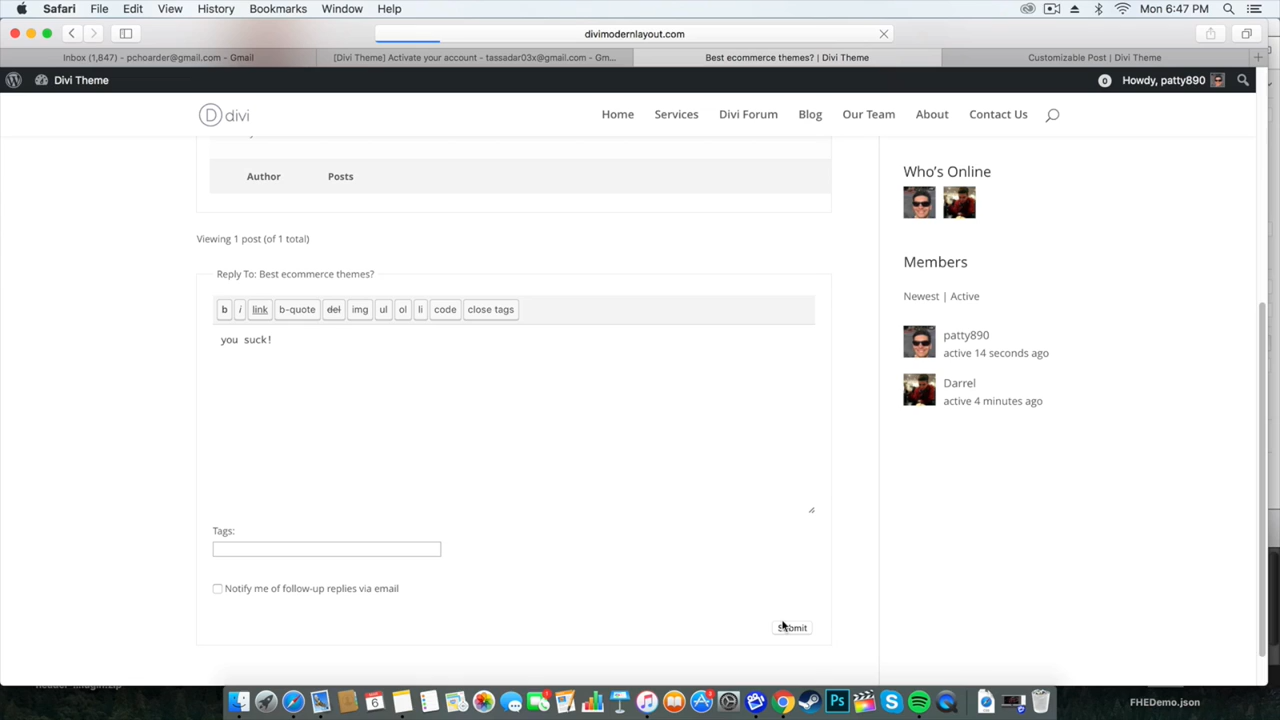 Safari File Edit View History Bookmarks Window Help Mon 6:47 PM
divimodernlayout.com
Inbox (1,847) - pchoarder@gmail.com - Gmail [Divi Theme] Activate your account - tassadar03x@gmail.com - Gm... Best ecommerce themes? | Divi Theme Customizable Post | Divi Theme
Divi Theme 0 Howdy, patty890
D divi Home Services Divi Forum Blog Our Team About Contact Us
Author Posts
Viewing 1 post (of 1 total)
Reply To: Best ecommerce themes?
b i link b-quote del img ul ol li code close tags
you suck!
Tags:
Notify me of follow-up replies via email
Submit
Who's Online
Members
Newest | Active
patty890
active 14 seconds ago
Darrel
active 4 minutes ago
6
Ps
FHEDemo.json